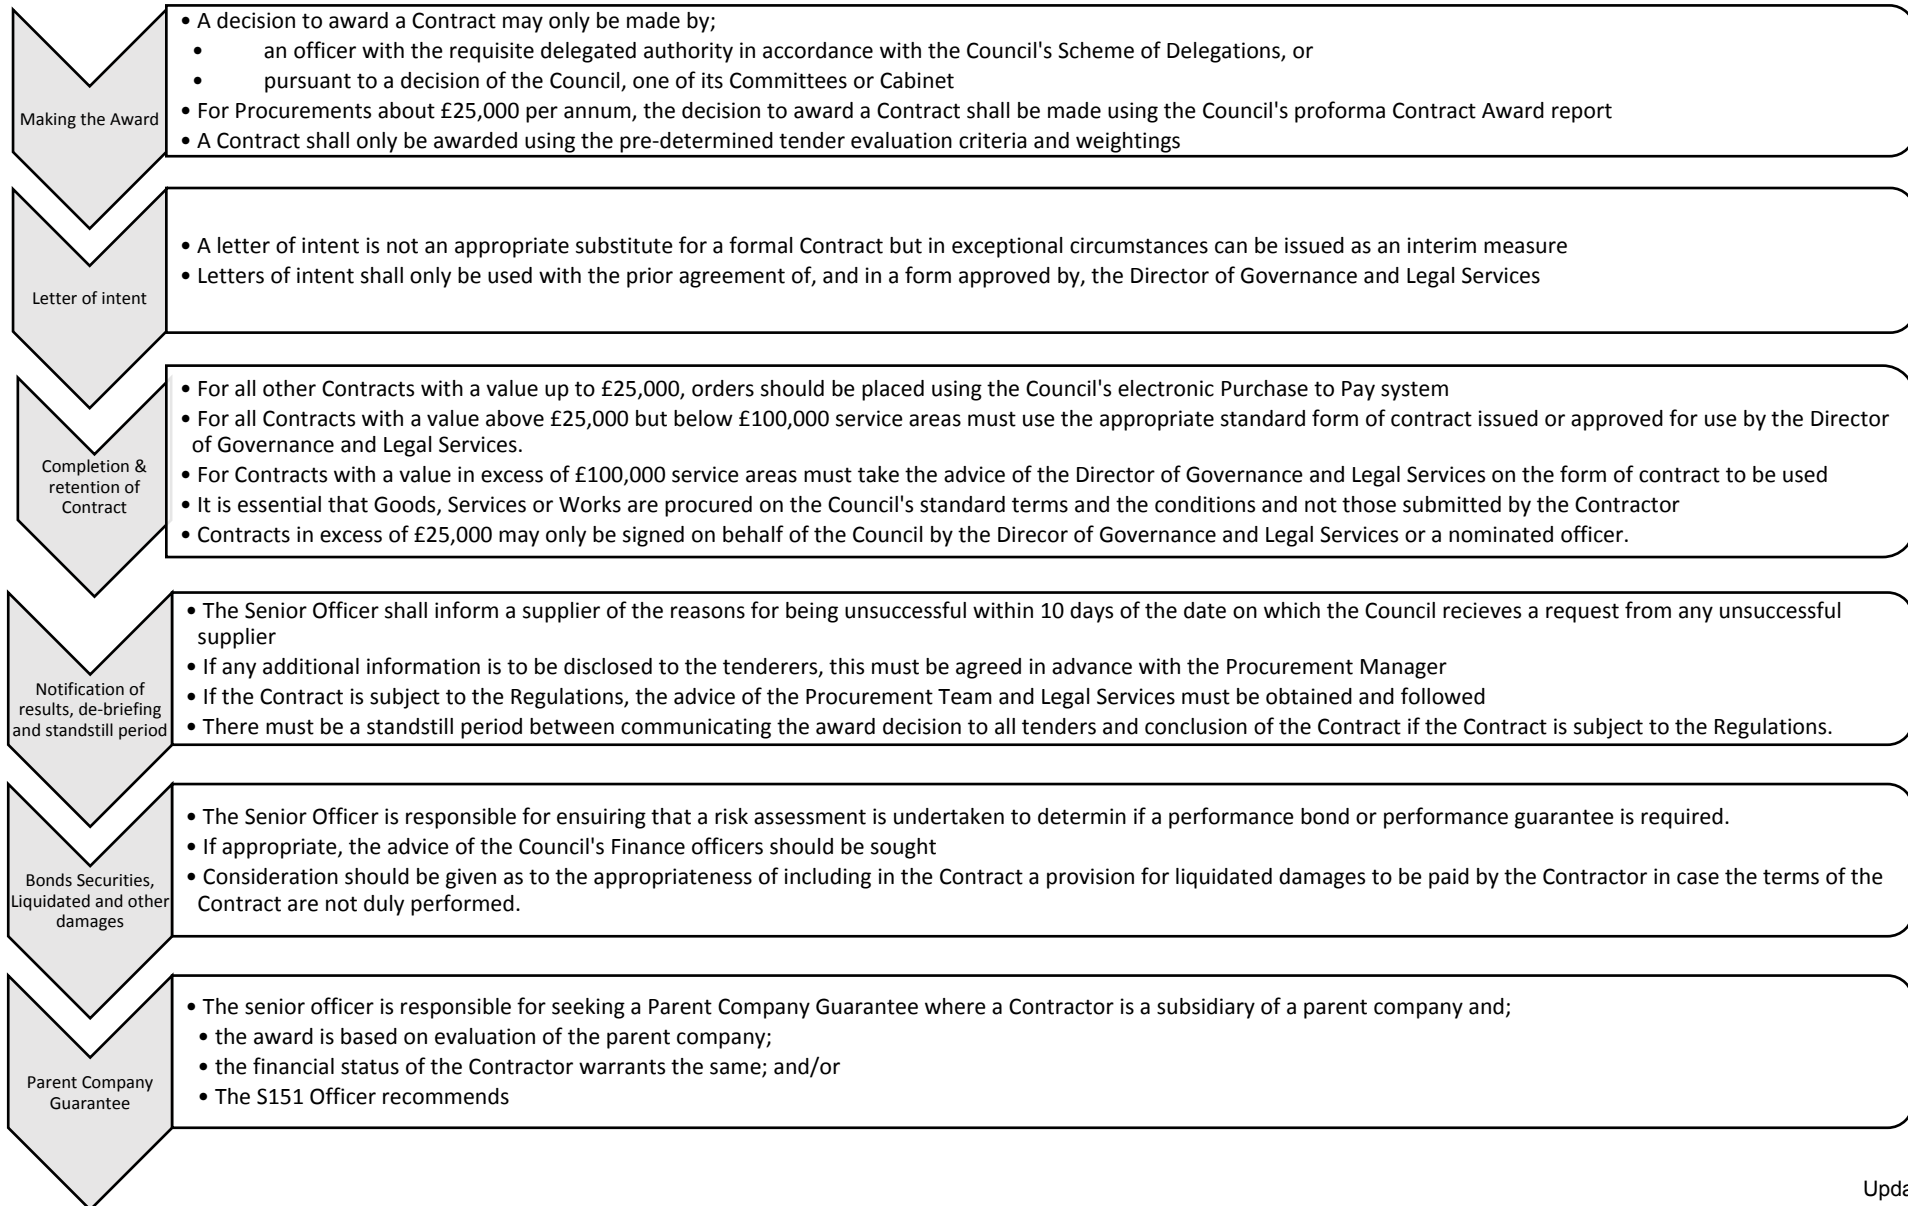 Making the Award
• A decision to award a Contract may only be made by;
• an officer with the requisite delegated authority in accordance with the Council's Scheme of Delegations, or
• pursuant to a decision of the Council, one of its Committees or Cabinet
• For Procurements about £25,000 per annum, the decision to award a Contract shall be made using the Council's proforma Contract Award report
• A Contract shall only be awarded using the pre-determined tender evaluation criteria and weightings
Letter of intent
• A letter of intent is not an appropriate substitute for a formal Contract but in exceptional circumstances can be issued as an interim measure
• Letters of intent shall only be used with the prior agreement of, and in a form approved by, the Director of Governance and Legal Services
Completion &
retention of
Contract
• For all other Contracts with a value up to £25,000, orders should be placed using the Council's electronic Purchase to Pay system
• For all Contracts with a value above £25,000 but below £100,000 service areas must use the appropriate standard form of contract issued or approved for use by the Director
of Governance and Legal Services.
• For Contracts with a value in excess of £100,000 service areas must take the advice of the Director of Governance and Legal Services on the form of contract to be used
• It is essential that Goods, Services or Works are procured on the Council's standard terms and the conditions and not those submitted by the Contractor
• Contracts in excess of £25,000 may only be signed on behalf of the Council by the Direcor of Governance and Legal Services or a nominated officer.
Notification of
results, de-briefing
and standstill period
• The Senior Officer shall inform a supplier of the reasons for being unsuccessful within 10 days of the date on which the Council recieves a request from any unsuccessful
supplier
• If any additional information is to be disclosed to the tenderers, this must be agreed in advance with the Procurement Manager
• If the Contract is subject to the Regulations, the advice of the Procurement Team and Legal Services must be obtained and followed
• There must be a standstill period between communicating the award decision to all tenders and conclusion of the Contract if the Contract is subject to the Regulations.
Bonds Securities,
Liquidated and other
damages
• The Senior Officer is responsible for ensuiring that a risk assessment is undertaken to determin if a performance bond or performance guarantee is required.
• If appropriate, the advice of the Council's Finance officers should be sought
• Consideration should be given as to the appropriateness of including in the Contract a provision for liquidated damages to be paid by the Contractor in case the terms of the
Contract are not duly performed.
Parent Company
Guarantee
• The senior officer is responsible for seeking a Parent Company Guarantee where a Contractor is a subsidiary of a parent company and;
• the award is based on evaluation of the parent company;
• the financial status of the Contractor warrants the same; and/or
• The S151 Officer recommends
Upda